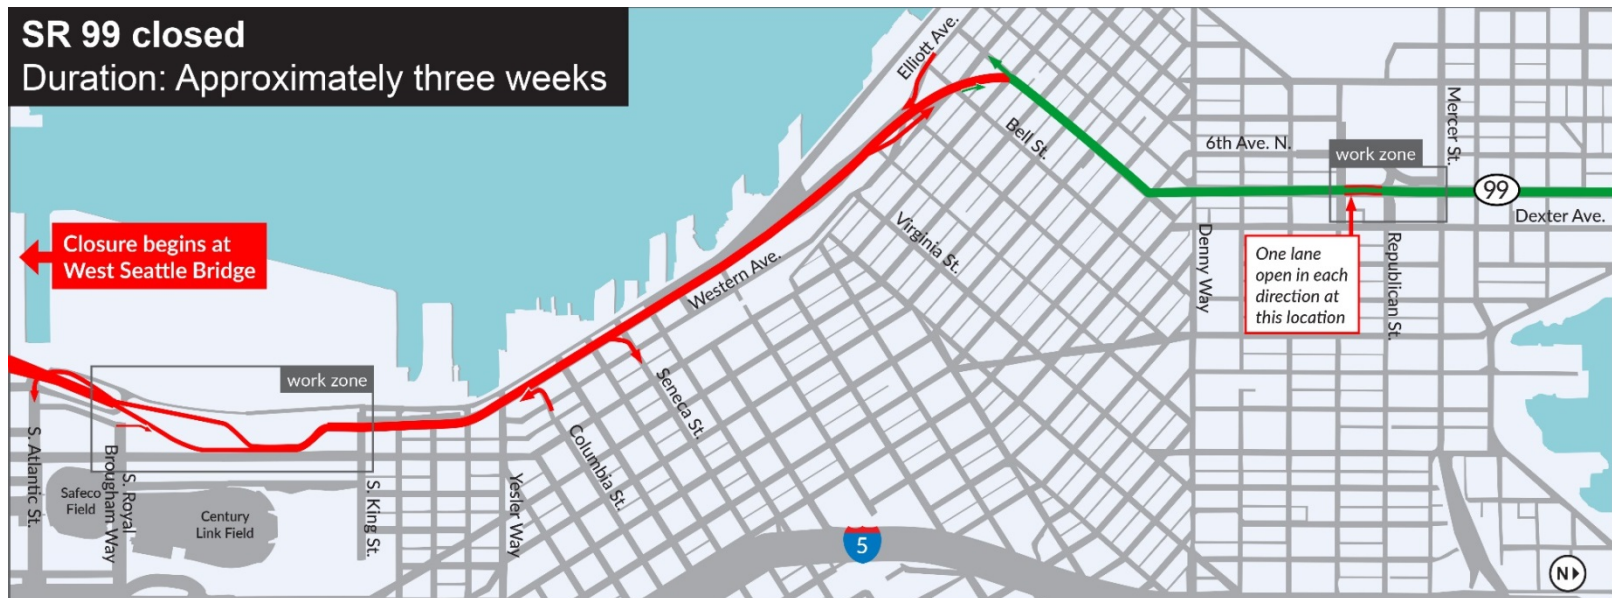 SR 99 closed
Duration: Approximately three weeks
Elliott Ave.
Bell St.
6th Ave. N.
work zone
Mercer St.
99
Dexter Ave.
Closure begins at
West Seattle Bridge
Western Ave.
Virginia St.
Denny Way
One lane
open in each
direction at
this location
Republican St.
work zone
S. Atlantic St.
S. Royal
Brougham Way
Safeco
Field
Century
Link Field
S. King St.
Yesler Way
Columbia St.
Seneca St.
5
N